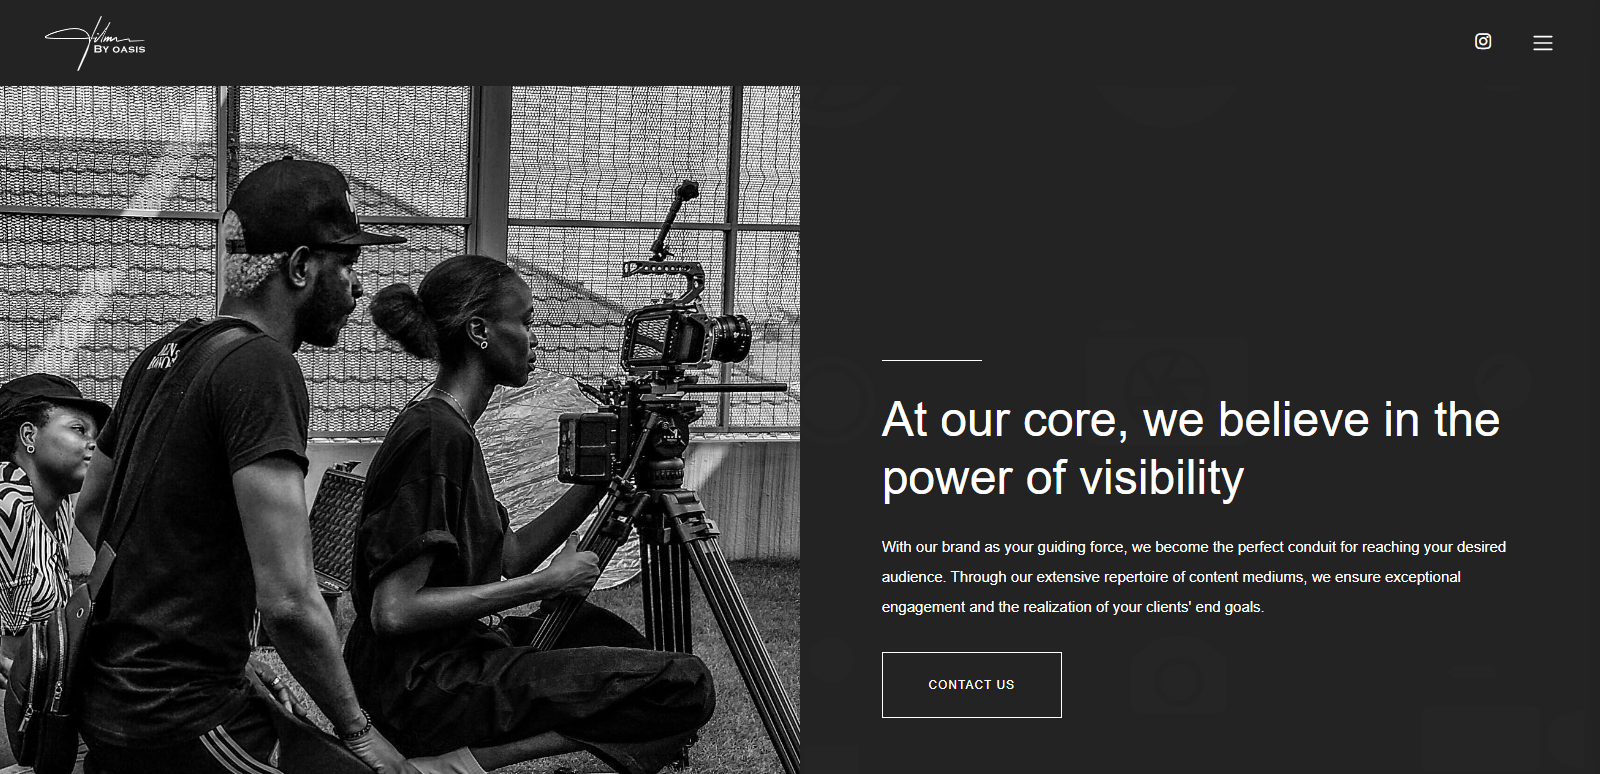 Films
BY OASIS
At our core, we believe in the
power of visibility
With our brand as your guiding force, we become the perfect conduit for reaching your desired
audience. Through our extensive repertoire of content mediums, we ensure exceptional
engagement and the realization of your clients' end goals.
CONTACT US